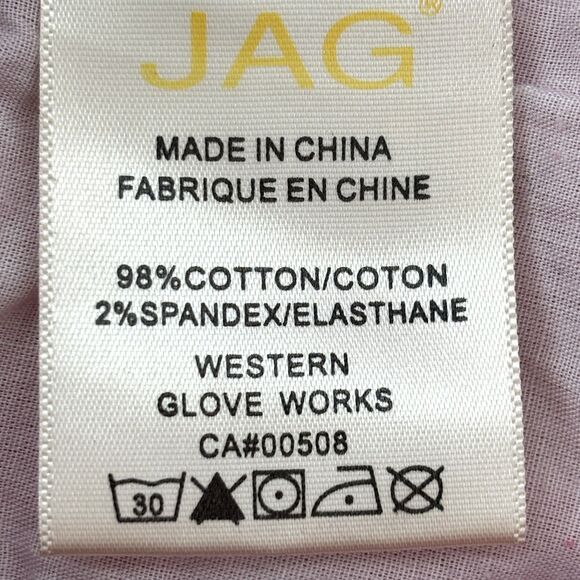 JAG®
MADE IN CHINA
FABRIQUE EN CHINE
98%COTTON/COTON
2%SPANDEX/ELASTHANE
WESTERN
GLOVE WORKS
CA#00508
30